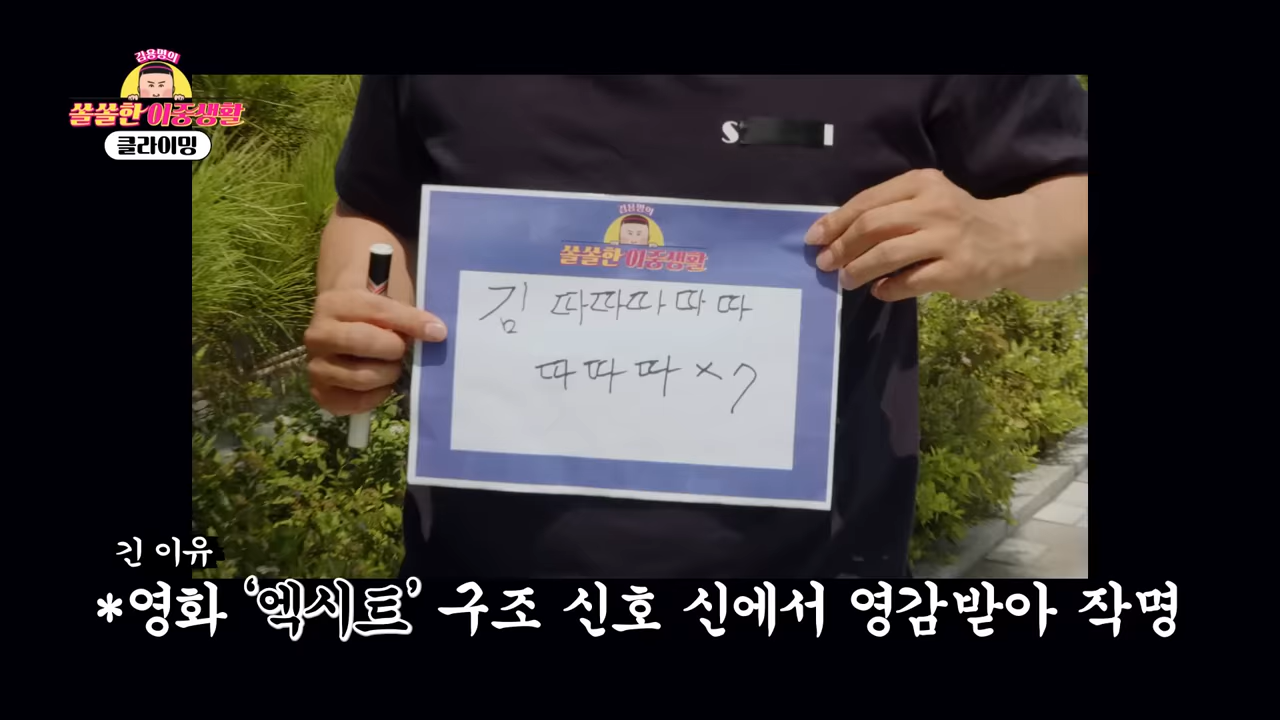 김용명의
쏠쏠한 이중생활
클라이밍
S
김용명의
쏠쏠한 이중생활
김 따따따 따 따
따 따 따 × 7
긴 이유
*영화 '엑시트' 구조 신호 신에서 영감받아 작명